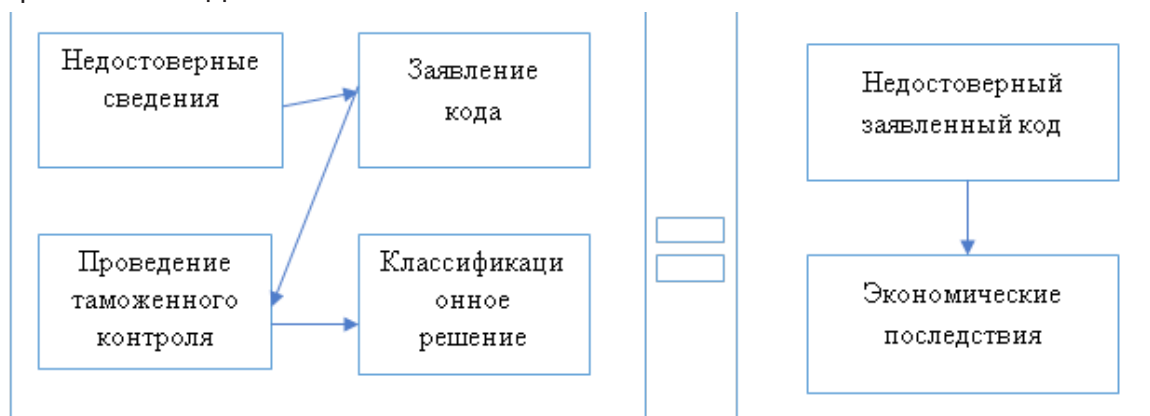 Недостоверные
сведения
Заявление
кода
Проведение
таможенного
контроля
Классификаци
онное
решение
Недостоверный
заявленный код
Экономические
последствия